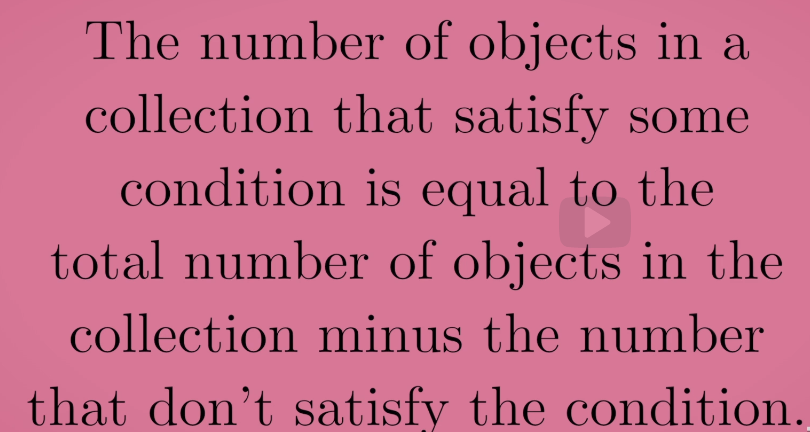 The number of objects in a
collection that satisfy some
condition is equal to the
total number of objects in the
collection minus the number
that don't satisfy the condition.